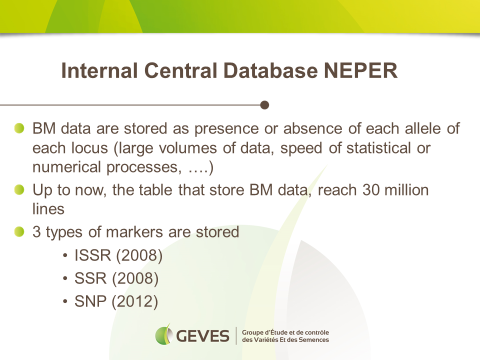 Internal Central Database NEPER
BM data are stored as presence or absence of each allele of
each locus (large volumes of data, speed of statistical or
numerical processes, ….)
Up to now, the table that store BM data, reach 30 million
lines
3 types of markers are stored
• ISSR (2008)
• SSR (2008)
• SNP (2012)
GEVES
Groupe d'Étude et de contrôle
des Variétés Et des Semences